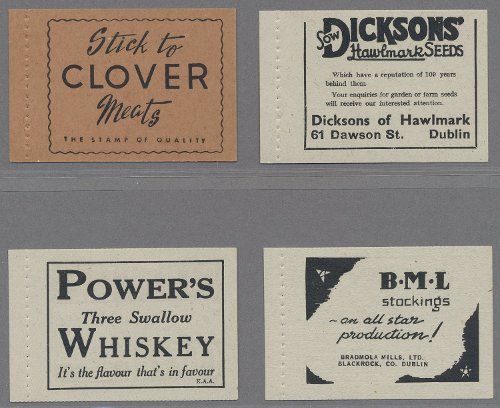 Stick to
CLOVER
Meats
THE STAMP OF QUALITY
Sow DICKSONS'
Hawlmark SEEDS
Which have a reputation of 109 years
behind them
Your enquiries for garden or farm seeds
will receive our interested attention.
Dicksons of Hawlmark
61 Dawson St. Dublin
POWER'S
Three Swallow
WHISKEY
It's the flavour that's in favour
E.A.A.
B·M·L
stockings
~ an all star
production!
BRADMOLA MILLS, LTD.
BLACKROCK, CO. DUBLIN